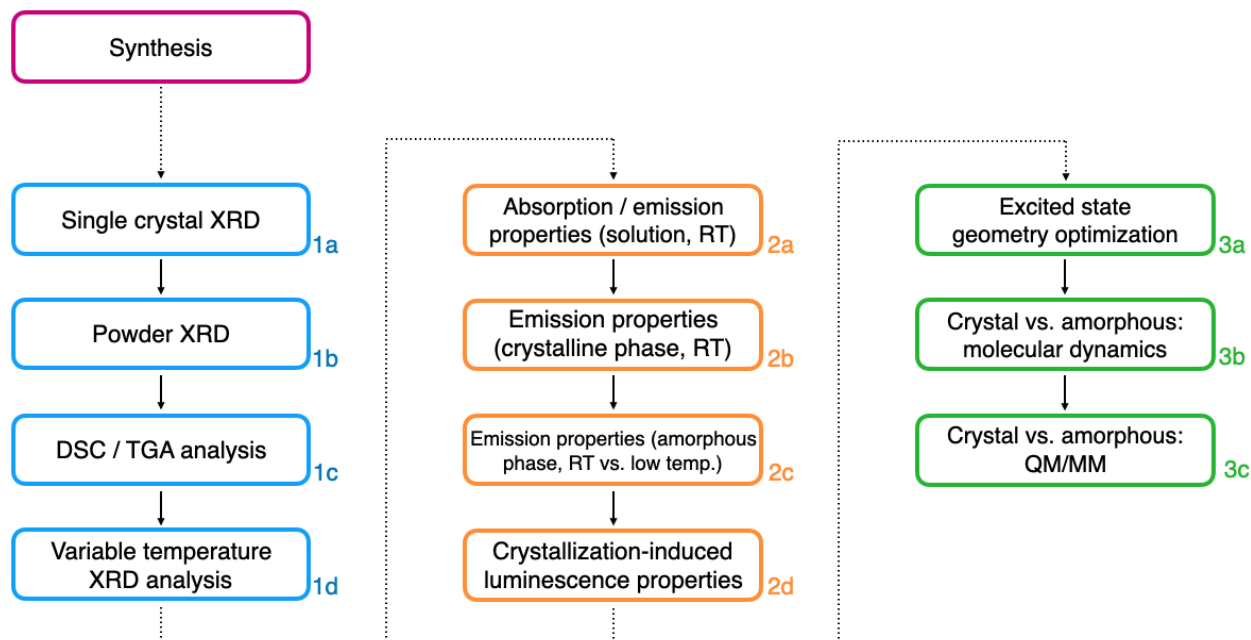 Synthesis
Single crystal XRD
1a
Powder XRD
1b
DSC / TGA analysis
1c
Variable temperature
XRD analysis
1d
Absorption / emission
properties (solution, RT)
2a
Emission properties
(crystalline phase, RT)
2b
Emission properties (amorphous
phase, RT vs. low temp.)
2c
Crystallization-induced
luminescence properties
2d
Excited state
geometry optimization
3a
Crystal vs. amorphous:
molecular dynamics
3b
Crystal vs. amorphous:
QM/MM
3c